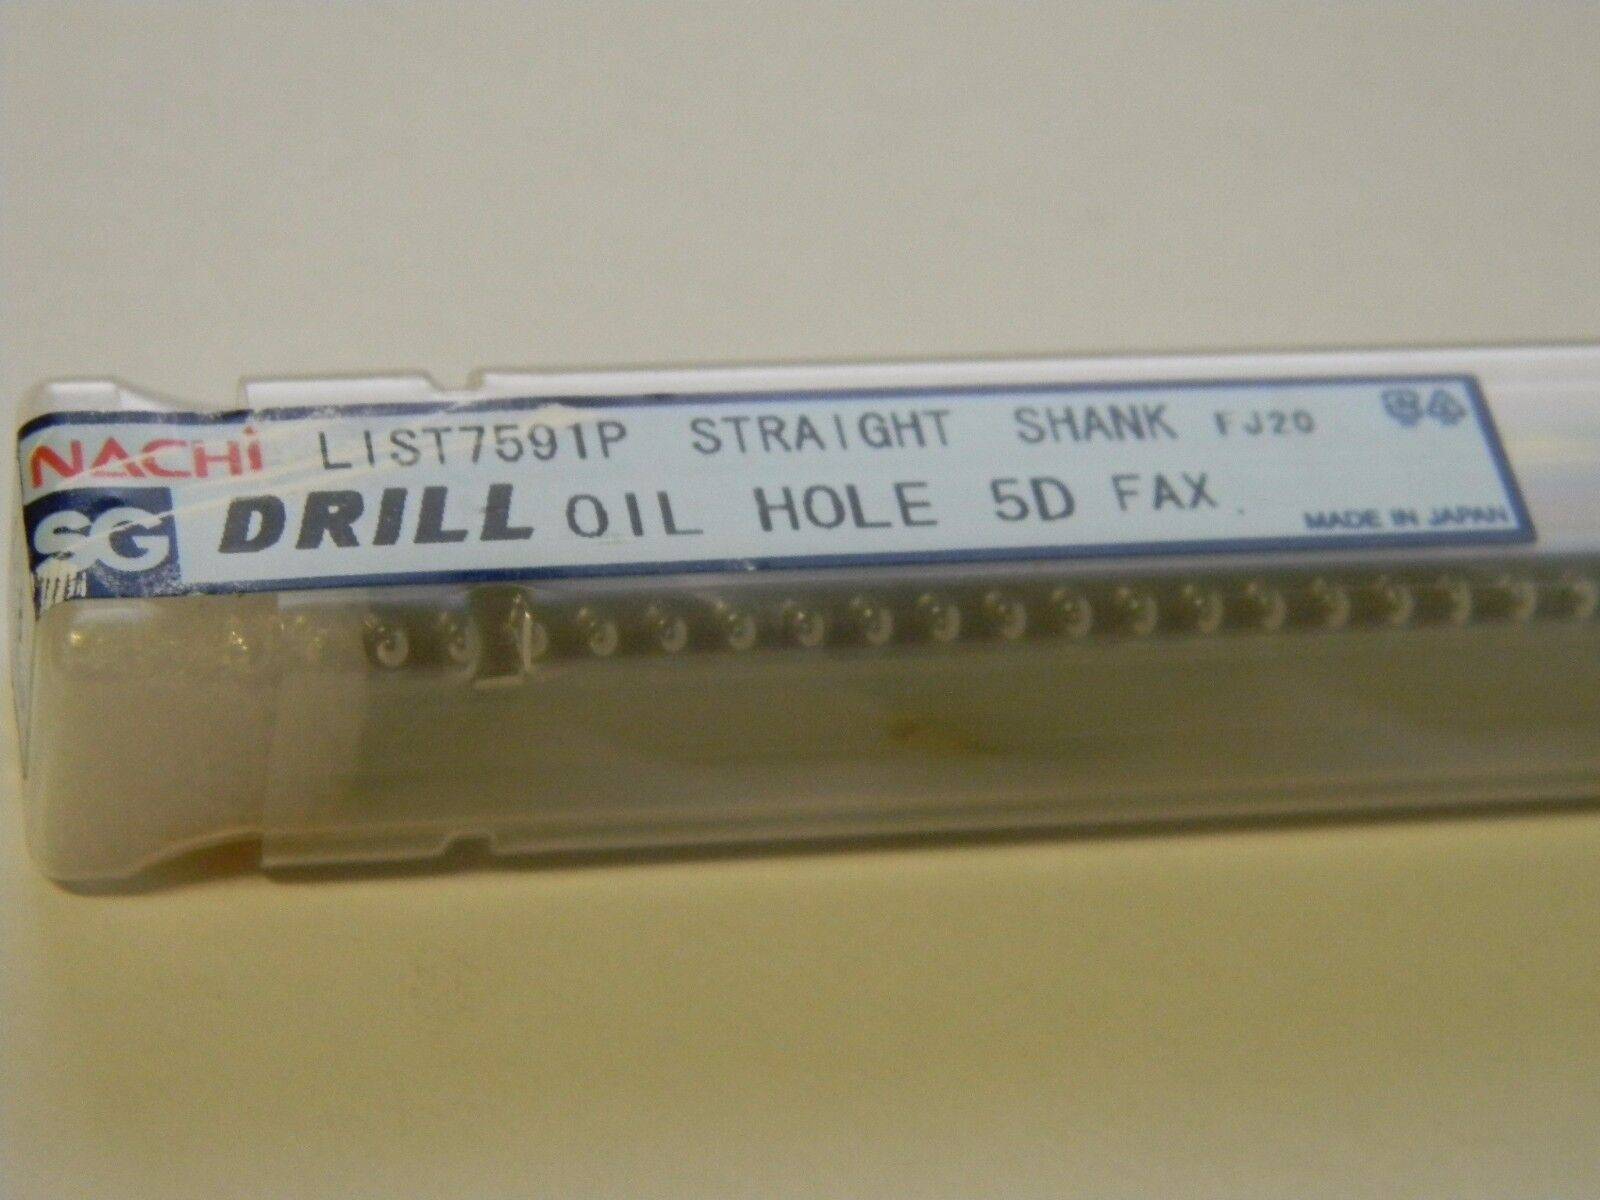 NACHi LIST7591P STRAIGHT SHANK FJ20
SG DRILL OIL HOLE 5D FAX.
MADE IN JAPAN